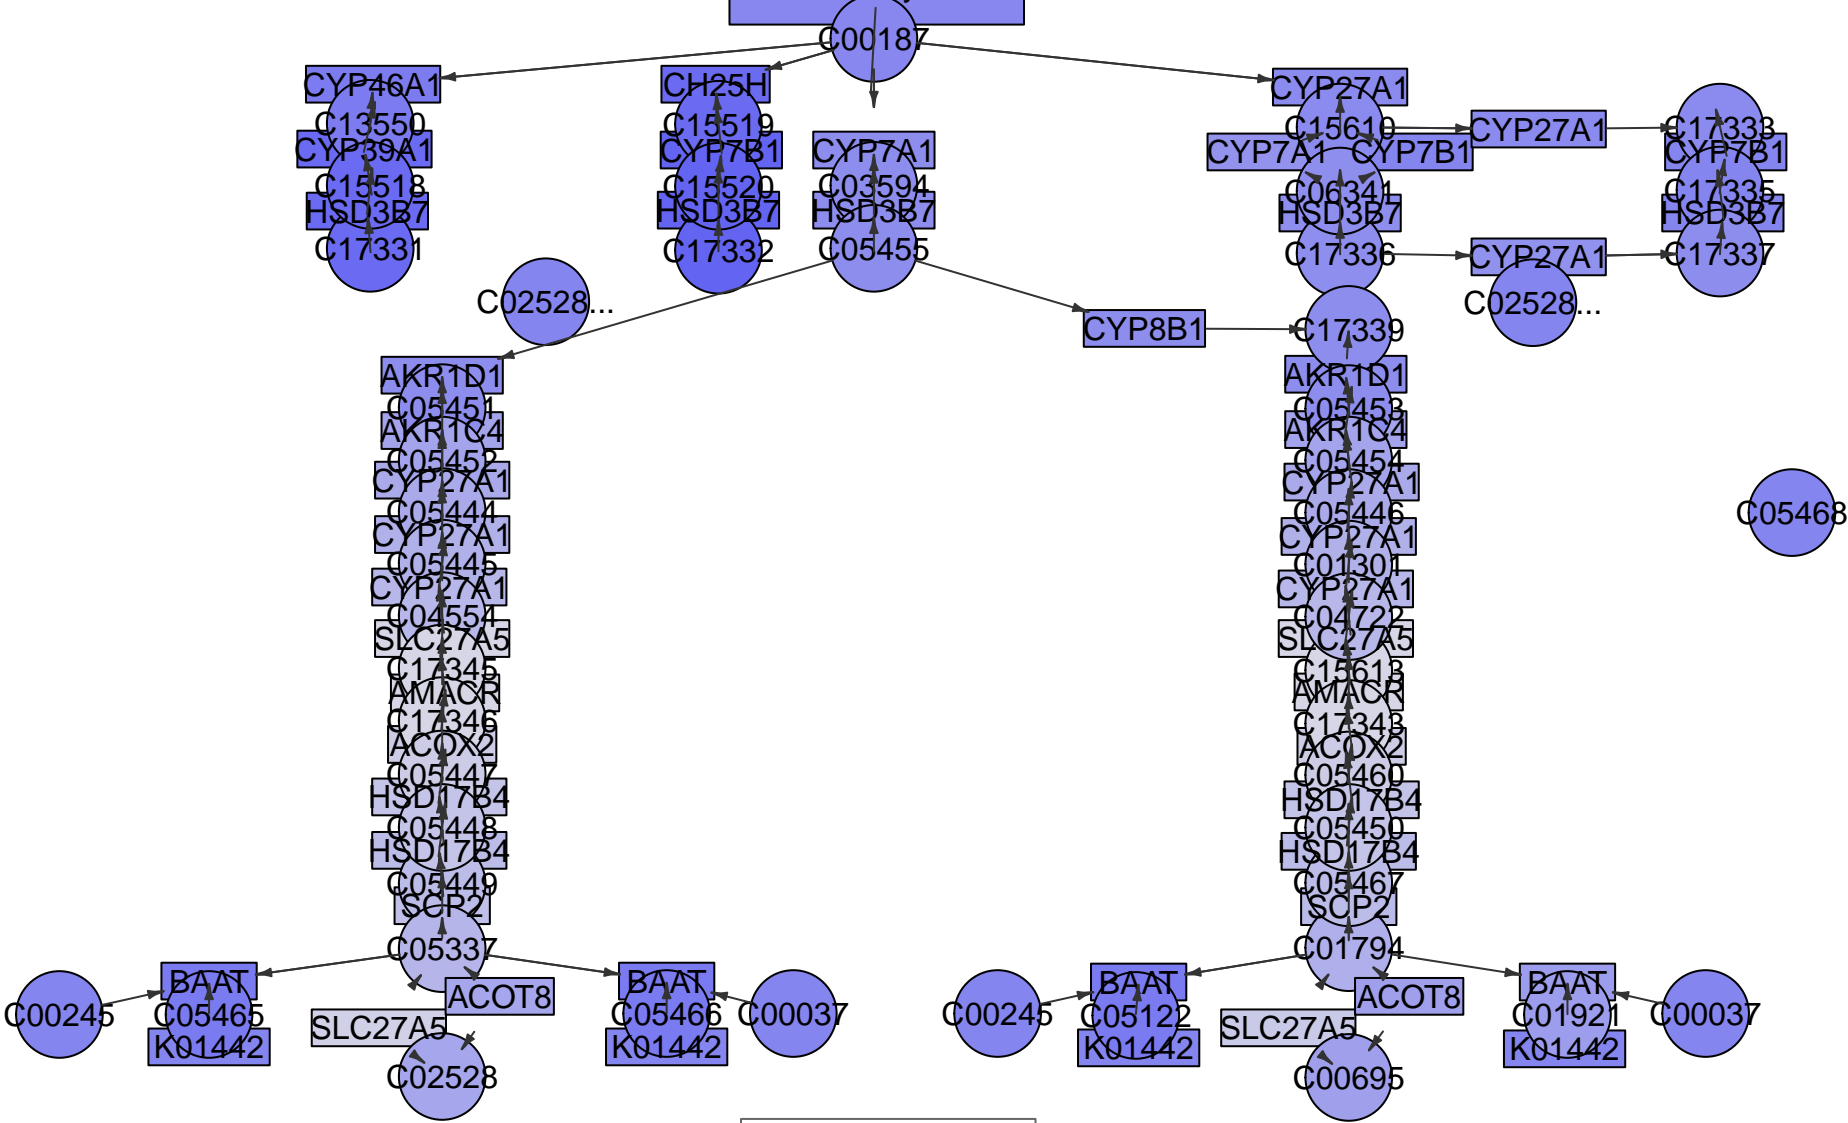 C00187
CYP46A1
C13550
CYP39A1
C15518
HSD3B7
C17331
CH25H
C15519
CYP7B1
C15520
HSD3B7
C17332
CYP7A1
C03594
HSD3B7
C05455
CYP27A1
C15610
CYP7A1
CYP7B1
C06341
HSD3B7
C17336
CYP27A1
CYP27A1
C17333
CYP7B1
C17335
HSD3B7
C17337
C02528...
C02528...
CYP8B1
C17339
AKR1D1
C05451
AKR1C4
C05452
CYP27A1
C05444
CYP27A1
C05445
CYP27A1
C04554
SLC27A5
C17345
AMACR
C17346
ACOX2
C05447
HSD17B4
C05448
HSD17B4
C05449
SCP2
C05337
AKR1D1
C05453
AKR1C4
C05454
CYP27A1
C05446
CYP27A1
C01301
CYP27A1
C04722
SLC27A5
C15613
AMACR
C17343
ACOX2
C05460
HSD17B4
C05450
HSD17B4
C05467
SCP2
C01794
C05468
C00245
BAAT
C05465
K01442
SLC27A5
ACOT8
C02528
BAAT
C05466
K01442
C00037
C00245
BAAT
C05122
K01442
SLC27A5
ACOT8
C00695
BAAT
C01921
K01442
C00037